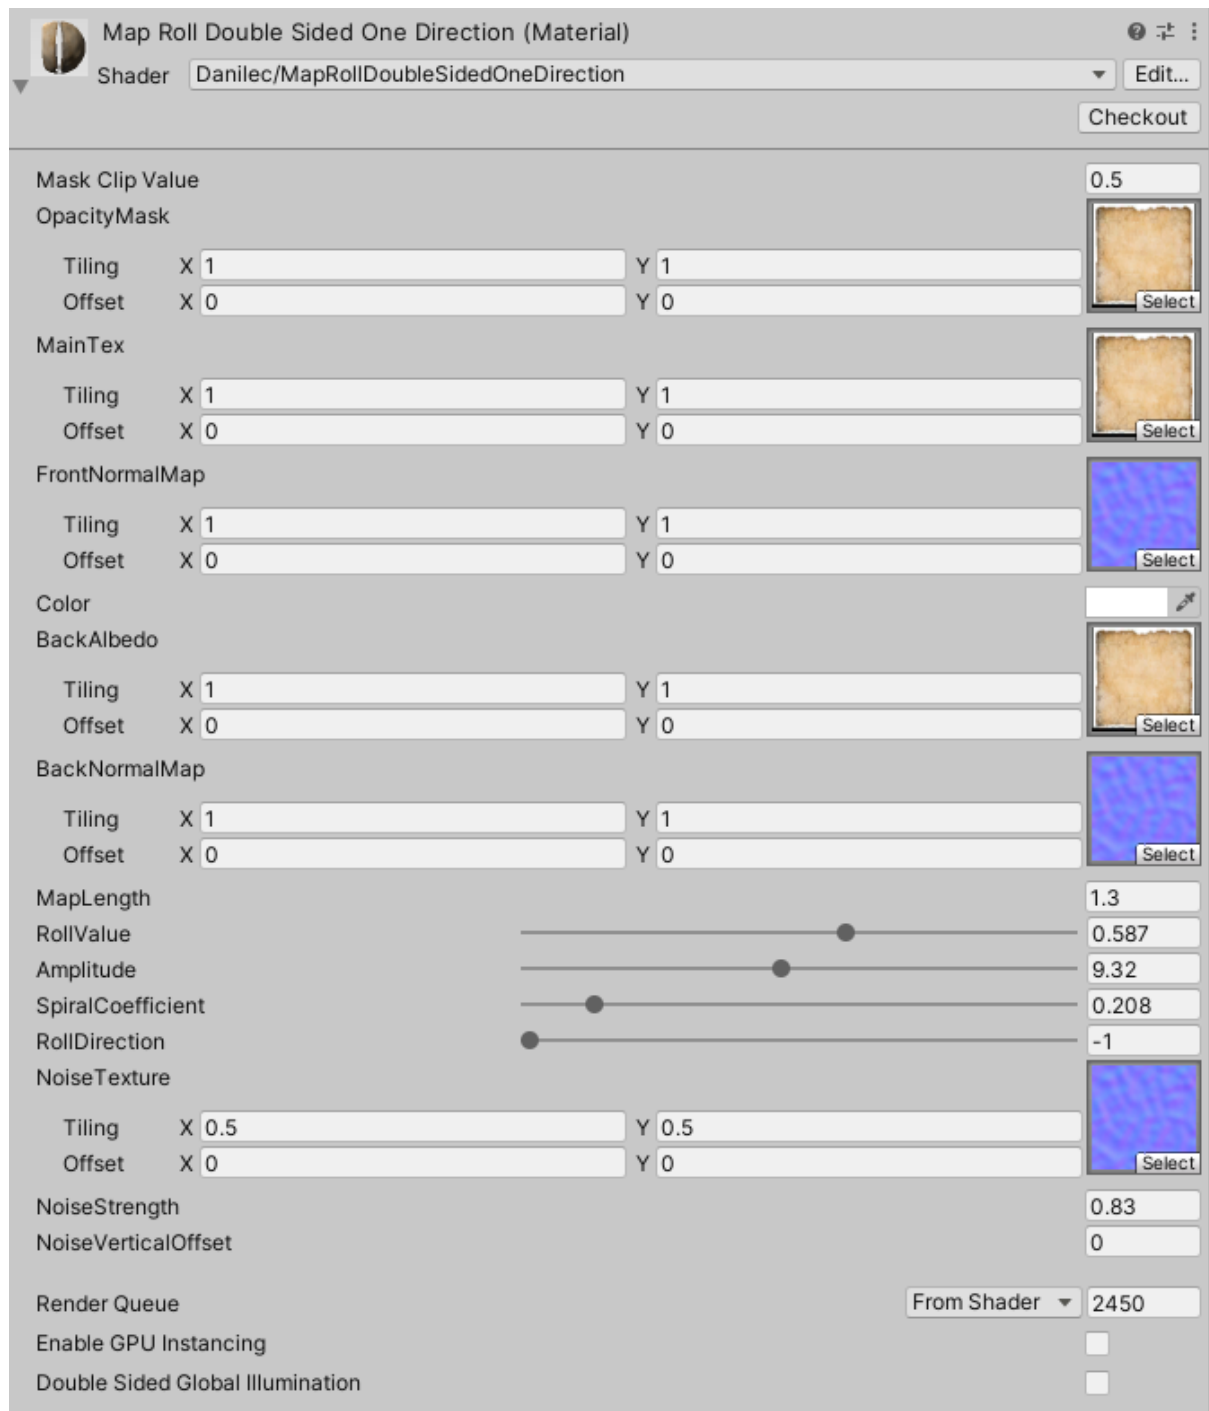 Map Roll Double Sided One Direction (Material)
Shader Danilec/MapRollDoubleSidedOneDirection Edit...
Checkout
Mask Clip Value 0.5
OpacityMask
Tiling X 1 Y 1
Offset X 0 Y 0 Select
MainTex
Tiling X 1 Y 1
Offset X 0 Y 0 Select
FrontNormalMap
Tiling X 1 Y 1
Offset X 0 Y 0 Select
Color
BackAlbedo
Tiling X 1 Y 1
Offset X 0 Y 0 Select
BackNormalMap
Tiling X 1 Y 1
Offset X 0 Y 0 Select
MapLength 1.3
RollValue 0.587
Amplitude 9.32
SpiralCoefficient 0.208
RollDirection -1
NoiseTexture
Tiling X 0.5 Y 0.5
Offset X 0 Y 0 Select
NoiseStrength 0.83
NoiseVerticalOffset 0
Render Queue From Shader 2450
Enable GPU Instancing
Double Sided Global Illumination